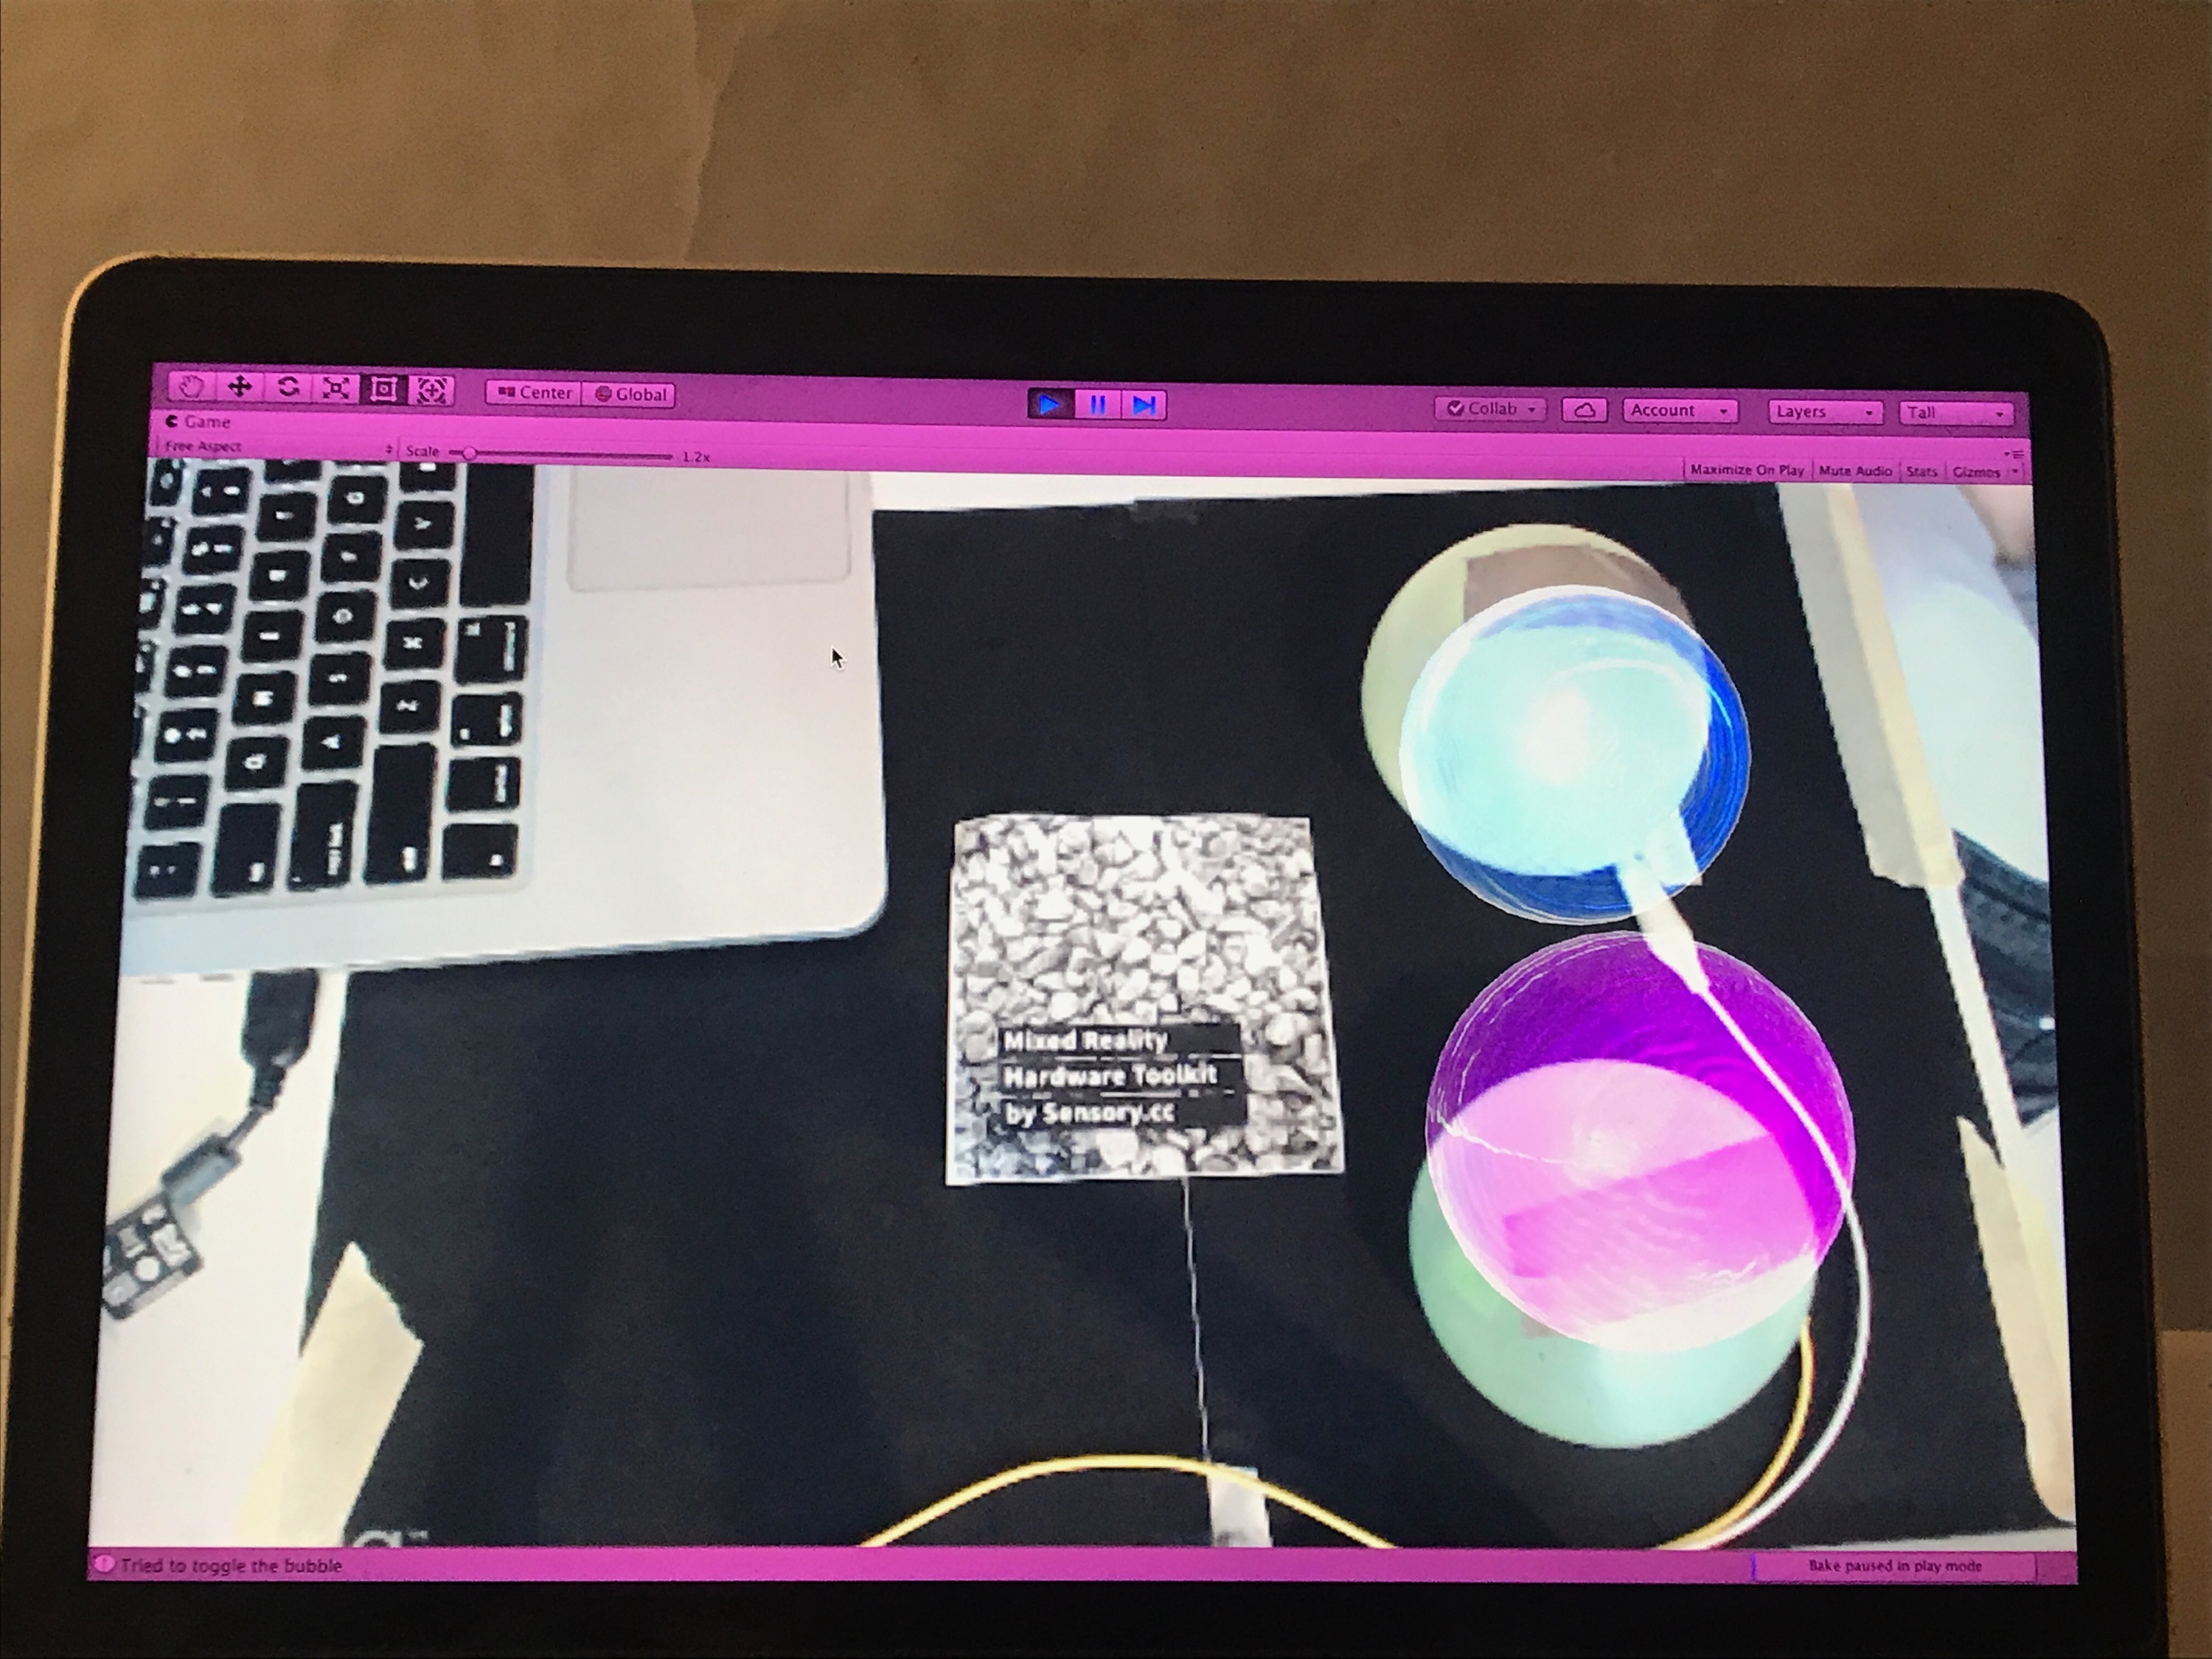 Center Global Collab Account Layers Tall
Game
Free Aspect Scale 1.2x
Maximize On Play Mute Audio Stats Gizmos
Mixed Reality
Hardware Toolkit
by Sensory.cc
Tried to toggle the bubble
Bake paused in play mode